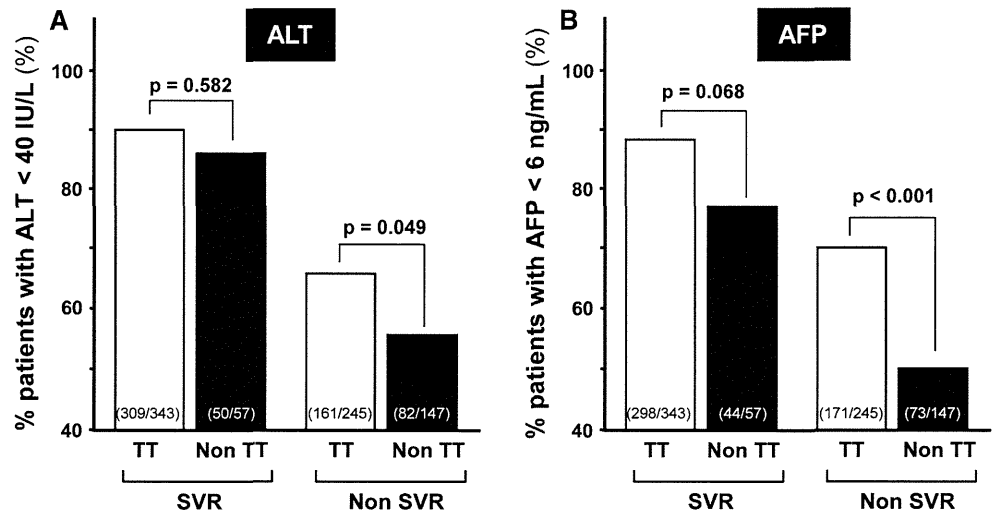 A
ALT
% patients with ALT < 40 IU/L (%)
100
80
60
40
p = 0.582
p = 0.049
(309/343)
(50/57)
(161/245)
(82/147)
TT
Non TT
TT
Non TT
SVR
Non SVR
B
AFP
% patients with AFP < 6 ng/mL (%)
100
80
60
40
p = 0.068
p < 0.001
(298/343)
(44/57)
(171/245)
(73/147)
TT
Non TT
TT
Non TT
SVR
Non SVR